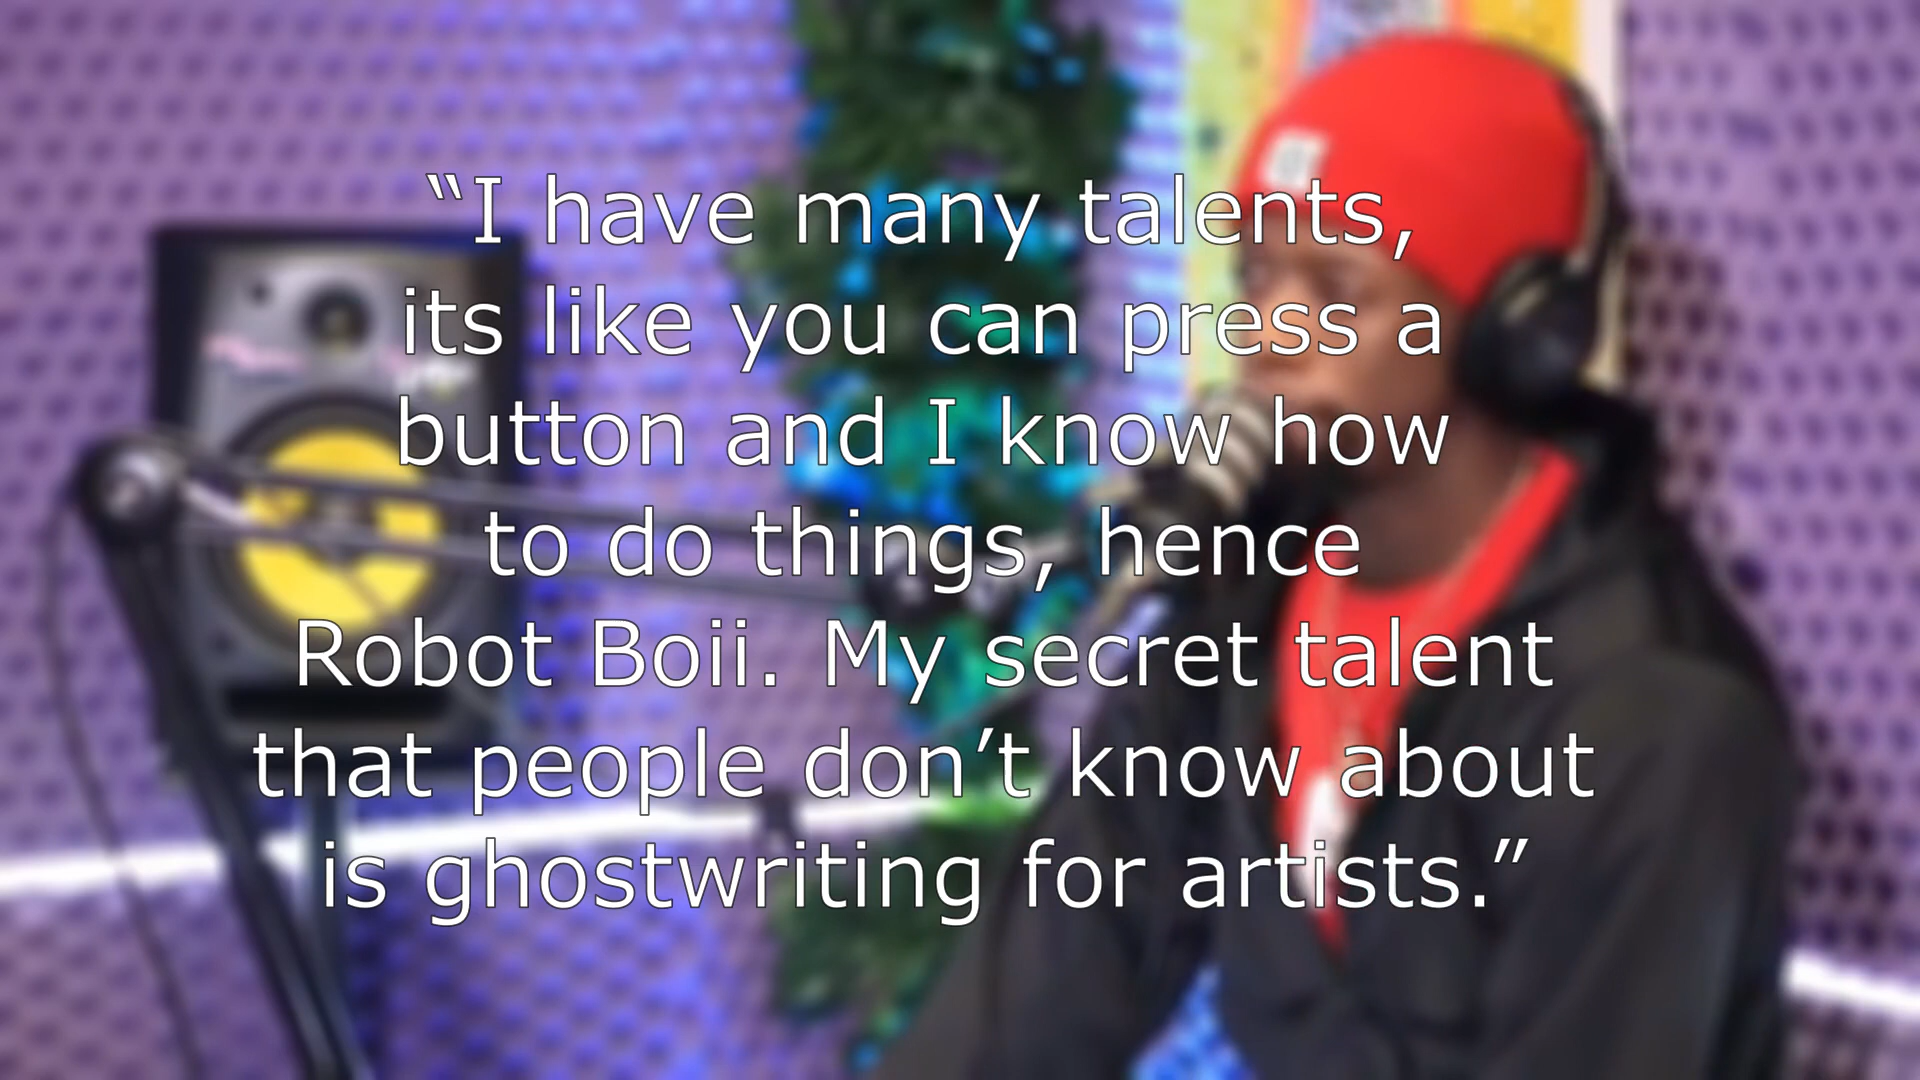 “I have many talents,
its like you can press a
button and I know how
to do things, hence
Robot Boii. My secret talent
that people don’t know about
is ghostwriting for artists.”